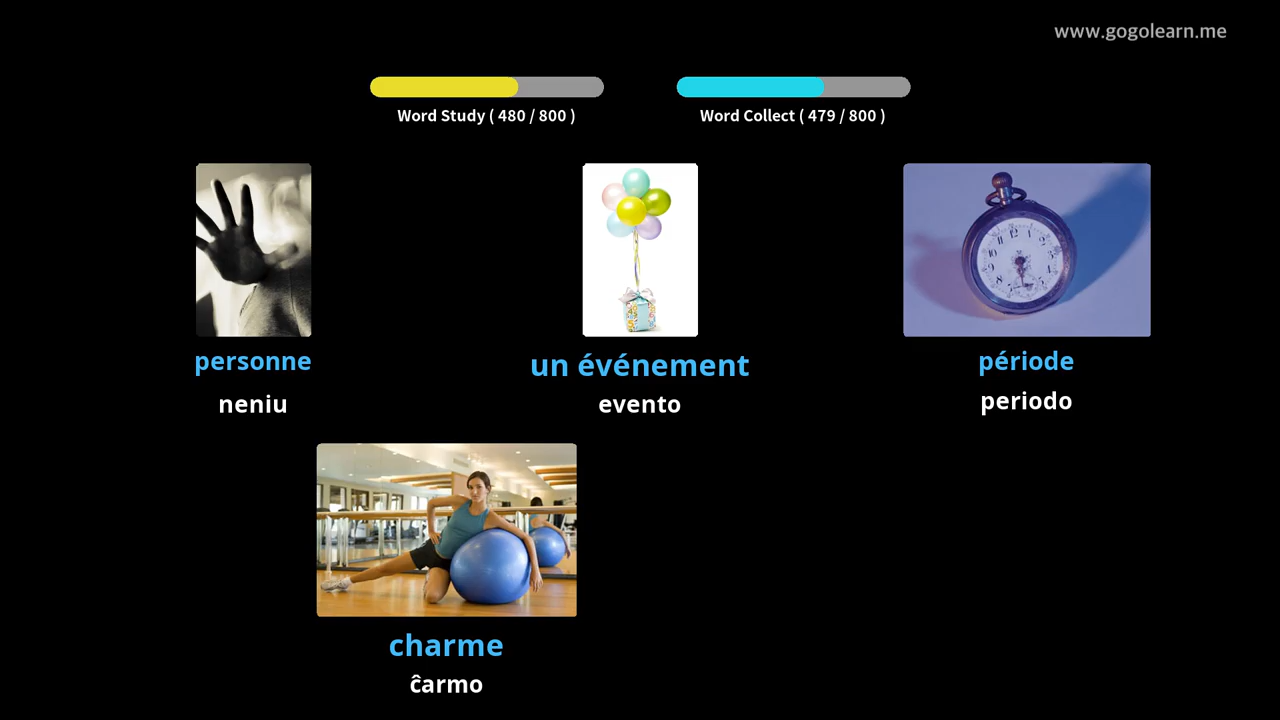 www.gogolearn.me
Word Study ( 480 / 800 )
Word Collect ( 479 / 800 )
personne
neniu
un événement
evento
période
periodo
charme
ĉarmo